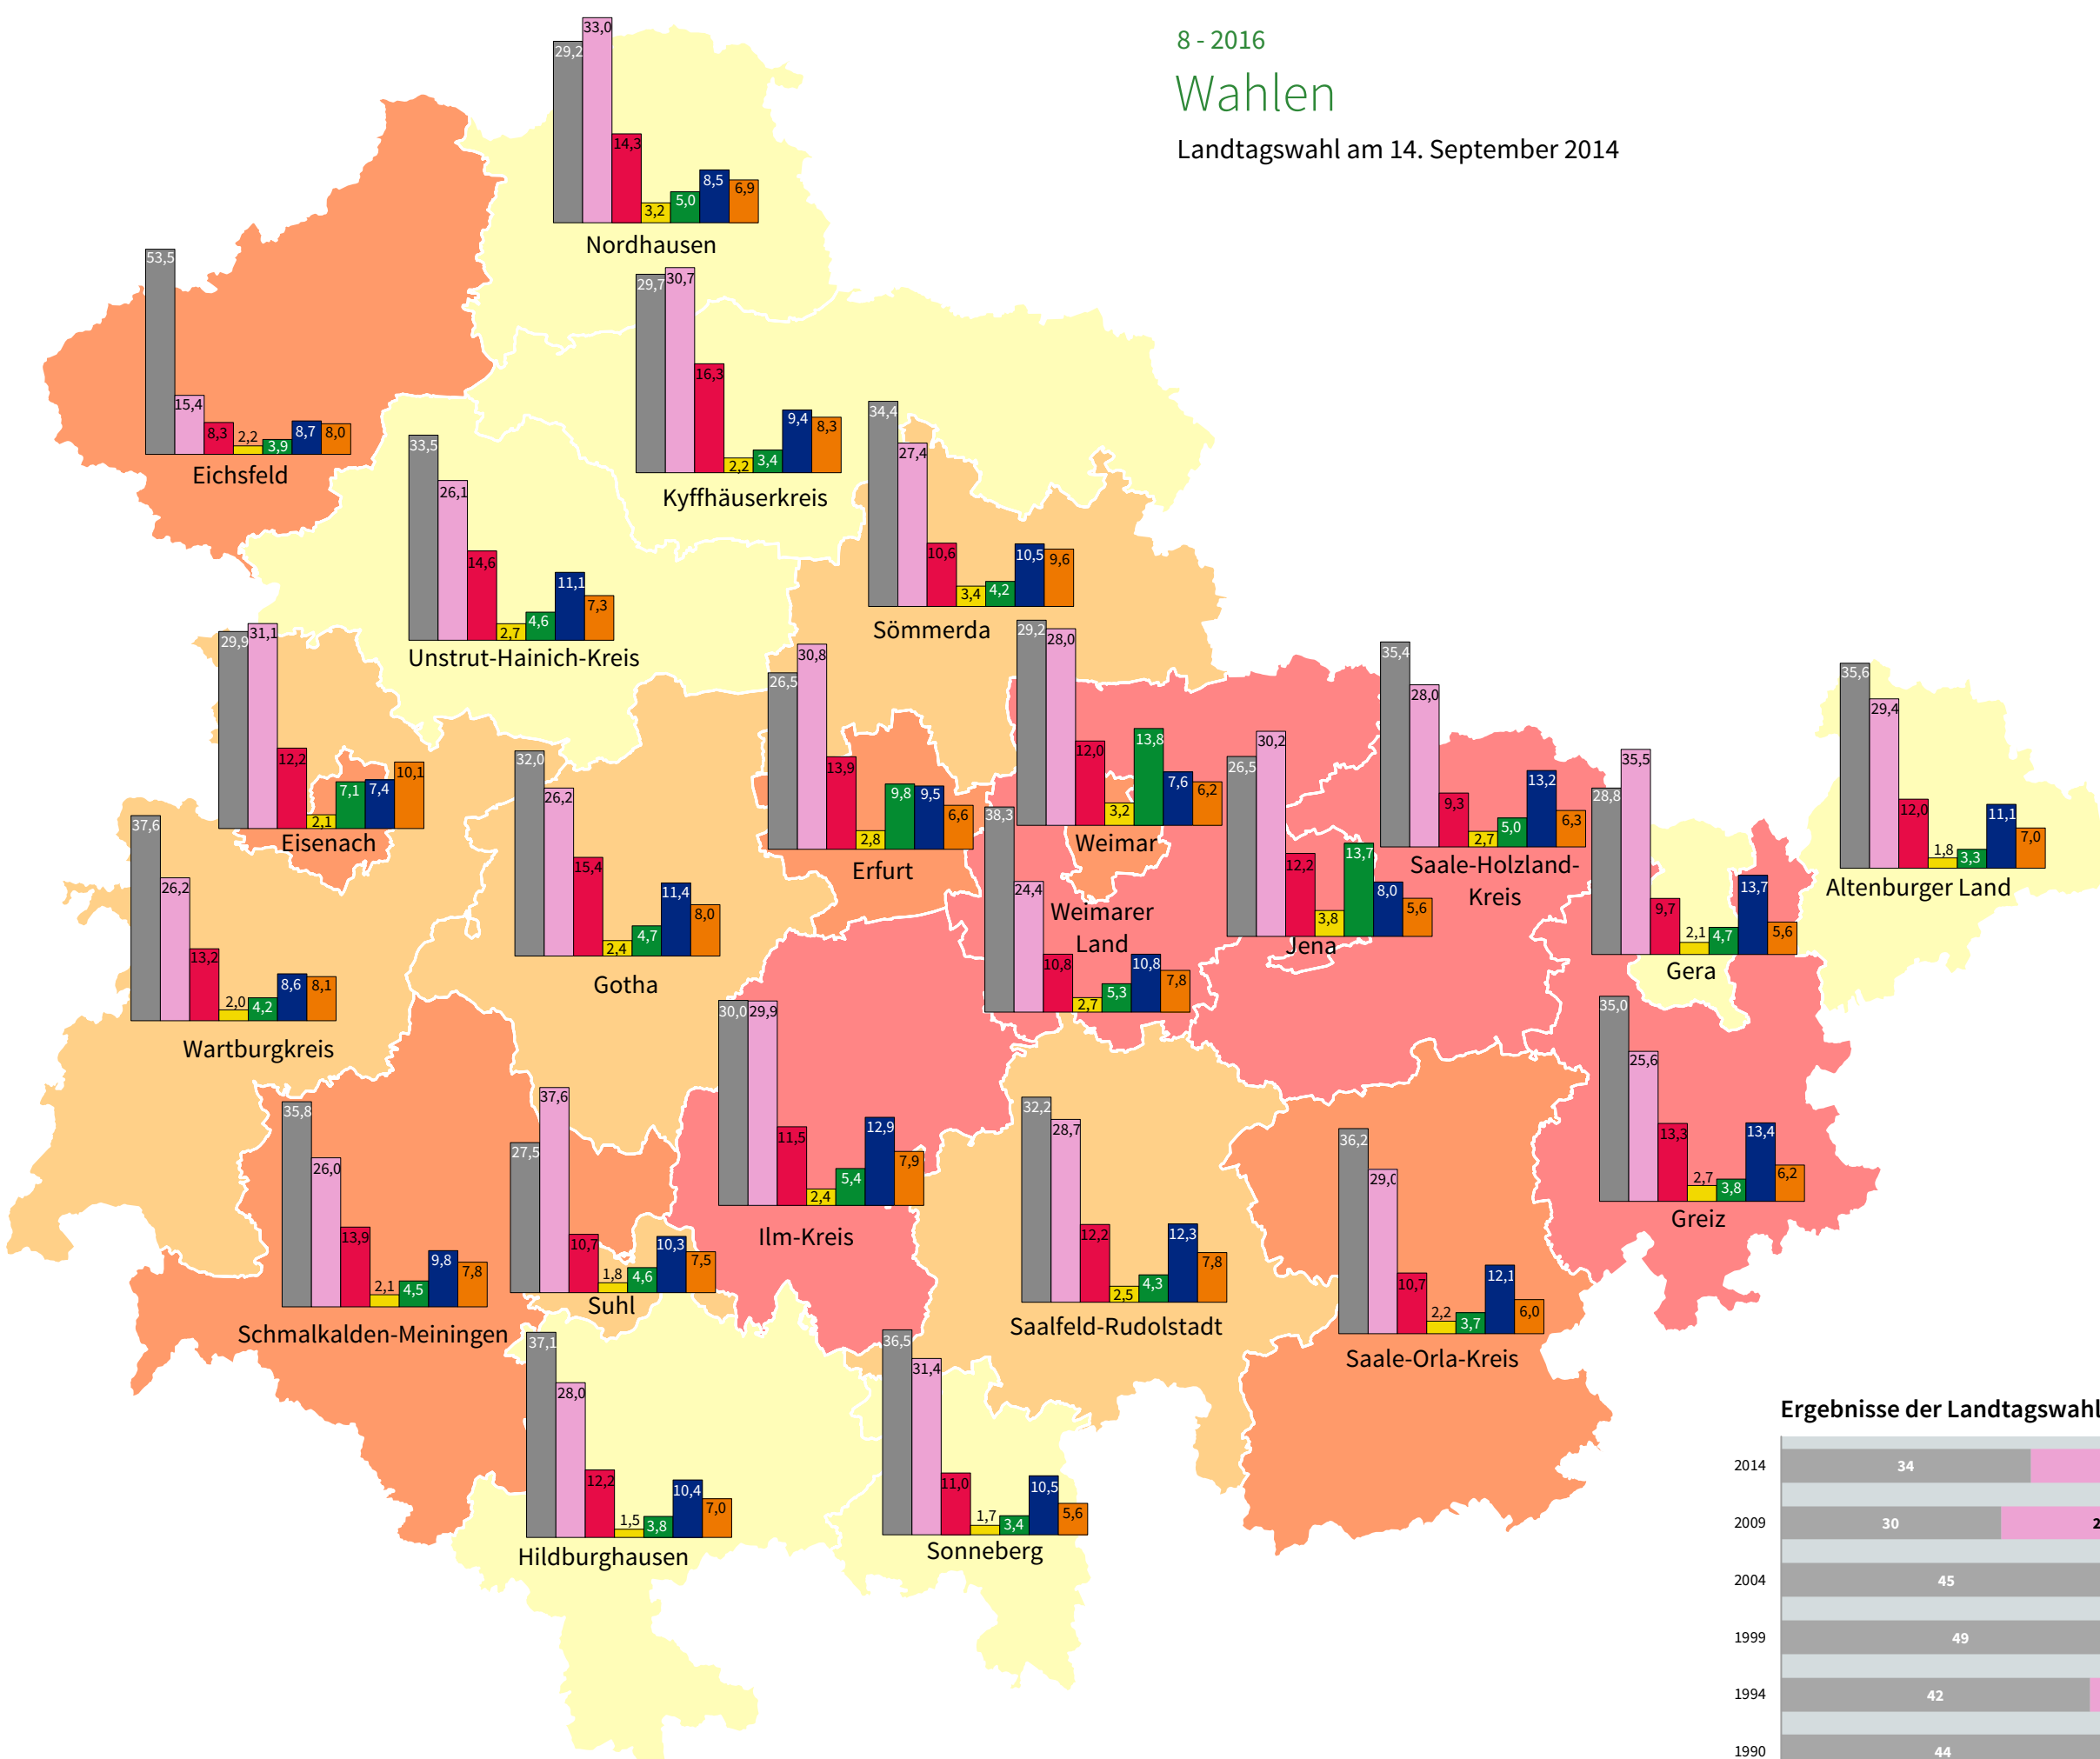 8 - 2016
Wahlen
Landtagswahl am 14. September 2014
29,2 33,0 14,3 3,2 5,0 8,5 6,9
Nordhausen
53,5 15,4 8,3 2,2 3,9 8,7 8,0
Eichsfeld
29,7 30,7 16,3 2,2 3,4 9,4 8,3
Kyffhäuserkreis
33,5 26,1 14,6 2,7 4,6 11,1 7,3
Unstrut-Hainich-Kreis
34,4 27,4 10,6 3,4 4,2 10,5 9,6
Sömmerda
29,9 31,1 12,2 2,1 7,1 7,4 10,1
Eisenach
32,0 26,2 15,4 2,4 4,7 11,4 8,0
Gotha
26,5 30,8 13,9 2,8 9,8 9,5 6,6
Erfurt
29,2 28,0 12,0 3,2 13,8 7,6 6,2
Weimar
38,3 24,4 10,8 2,7 5,3 10,8 7,8
Weimarer
Land
26,5 30,2 12,2 3,8 13,7 8,0 5,6
Jena
35,4 28,0 9,3 2,7 5,0 13,2 6,3
Saale-Holzland-
Kreis
28,8 35,5 9,7 2,1 4,7 13,7 5,6
Gera
35,6 29,4 12,0 1,8 3,3 11,1 7,0
Altenburger Land
37,6 26,2 13,2 2,0 4,2 8,6 8,1
Wartburgkreis
35,8 26,0 13,9 2,1 4,5 9,8 7,8
Schmalkalden-Meiningen
27,5 37,6 10,7 1,8 4,6 10,3 7,5
Suhl
30,0 29,9 11,5 2,4 5,4 12,9 7,9
Ilm-Kreis
32,2 28,7 12,2 2,5 4,3 12,3 7,8
Saalfeld-Rudolstadt
36,2 29,0 10,7 2,2 3,7 12,1 6,0
Saale-Orla-Kreis
35,0 25,6 13,3 2,7 3,8 13,4 6,2
Greiz
37,1 28,0 12,2 1,5 3,8 10,4 7,0
Hildburghausen
36,5 31,4 11,0 1,7 3,4 10,5 5,6
Sonneberg
Ergebnisse der Landtagswahl
2014 34
2009 30 2
2004 45
1999 49
1994 42
1990 44